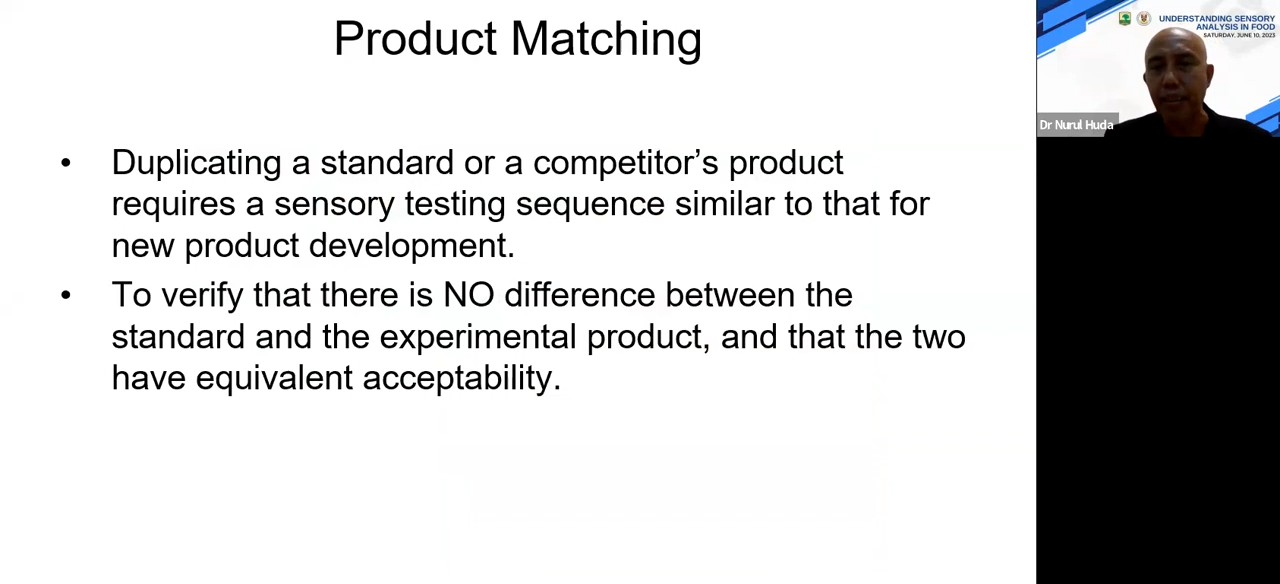 Product Matching
• Duplicating a standard or a competitor’s product
requires a sensory testing sequence similar to that for
new product development.
• To verify that there is NO difference between the
standard and the experimental product, and that the two
have equivalent acceptability.
UNDERSTANDING SENSORY
ANALYSIS IN FOOD
SATURDAY, JUNE 10, 2023
Dr Nurul Huda